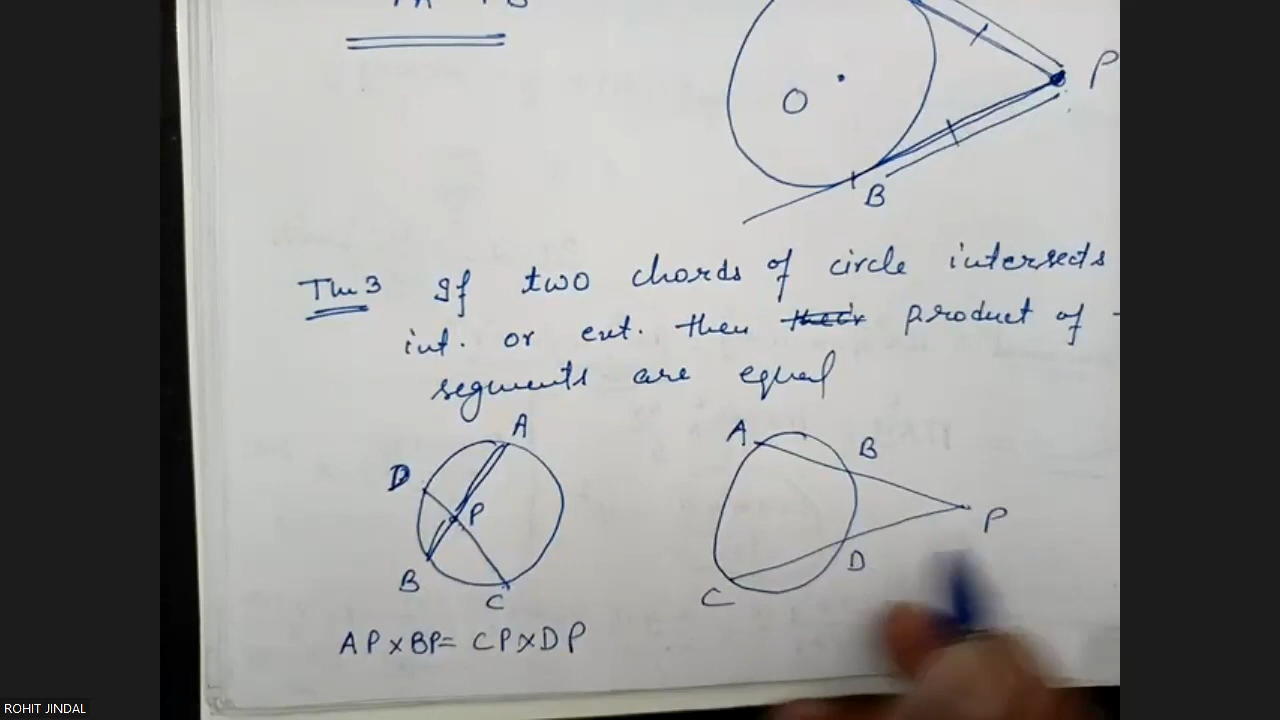 O
P
B
Thm 3 If two chords of circle intersects
int. or ext. then their product of
segments are equal
A
D
P
B
C
A
B
P
D
C
AP x BP = CP x DP
ROHIT JINDAL